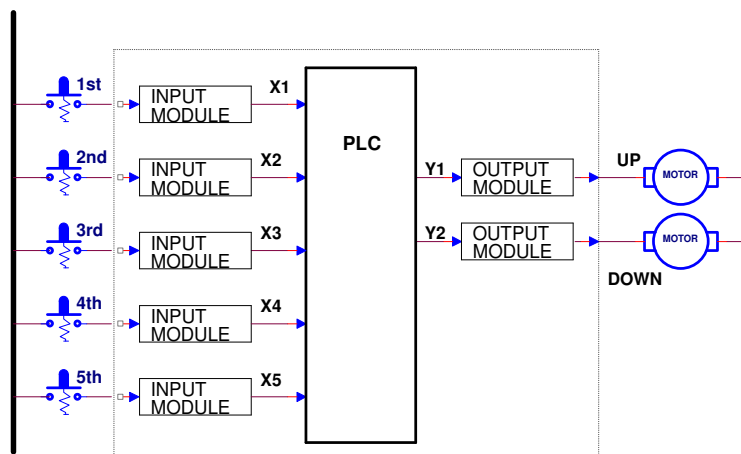 1st
INPUT
MODULE
X1
2nd
INPUT
MODULE
X2
3rd
INPUT
MODULE
X3
4th
INPUT
MODULE
X4
5th
INPUT
MODULE
X5
PLC
Y1
OUTPUT
MODULE
UP
MOTOR
Y2
OUTPUT
MODULE
DOWN
MOTOR